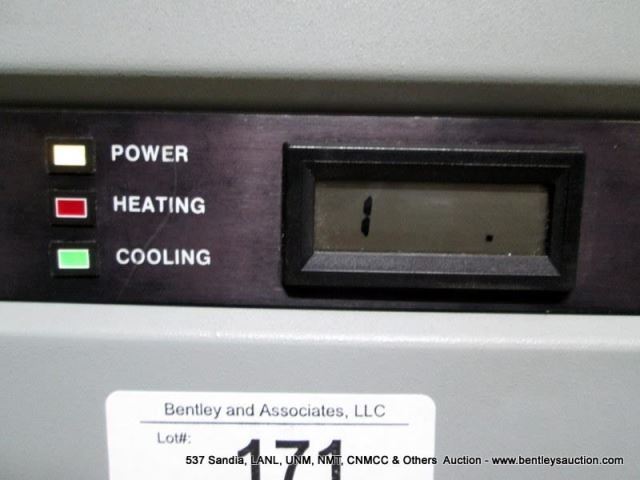 POWER
HEATING
COOLING
1 .
Bentley and Associates, LLC
Lot#:
171
537 Sandia, LANL, UNM, NMT, CNMCC & Others Auction - www.bentleysauction.com